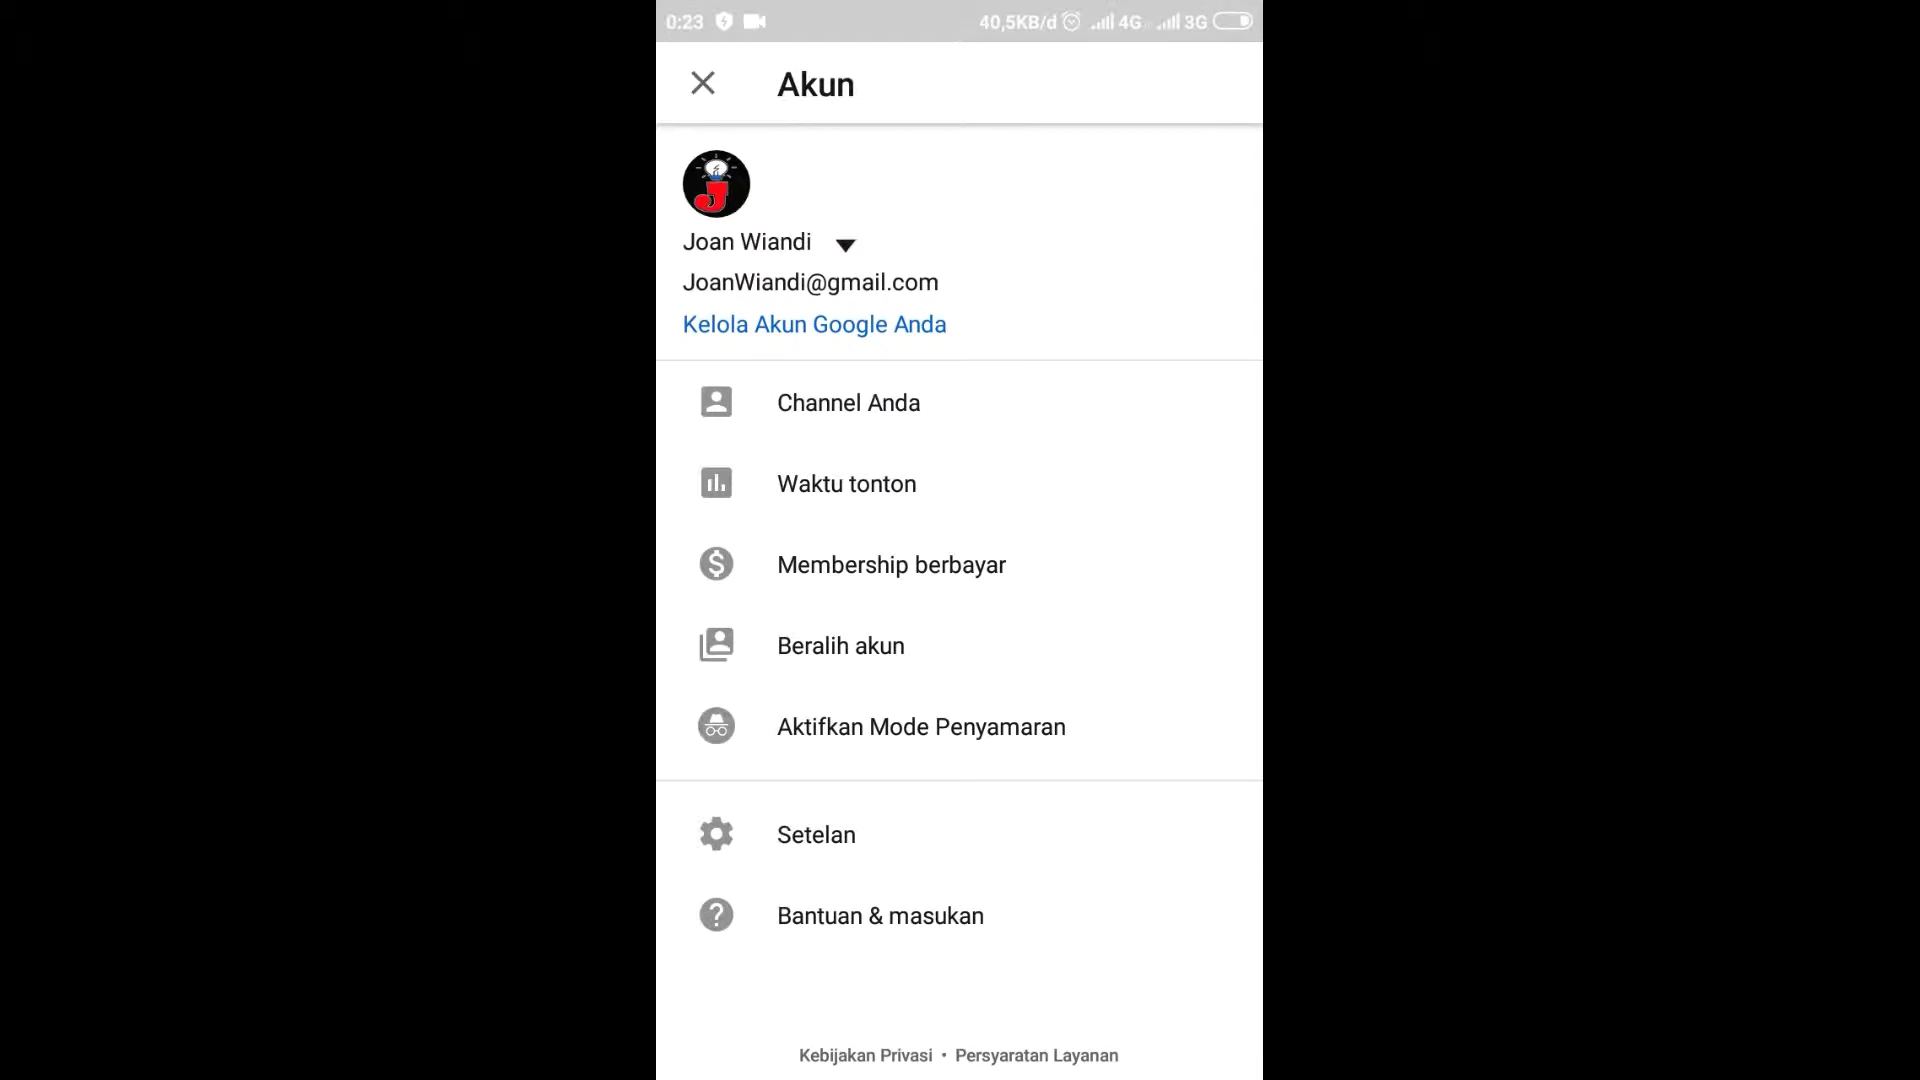 0:23 40,5KB/d 4G 3G
Akun
J
Joan Wiandi
JoanWiandi@gmail.com
Kelola Akun Google Anda
Channel Anda
Waktu tonton
Membership berbayar
Beralih akun
Aktifkan Mode Penyamaran
Setelan
Bantuan & masukan
Kebijakan Privasi • Persyaratan Layanan